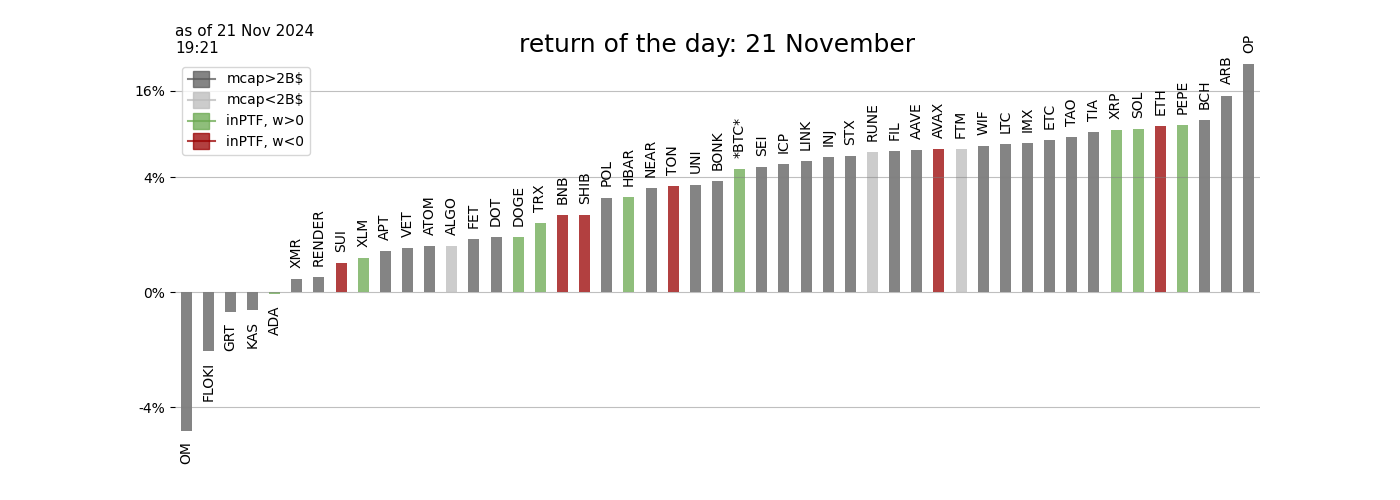 as of 21 Nov 2024
19:21
return of the day: 21 November
mcap>2B$
mcap<2B$
inPTF, w>0
inPTF, w<0
16%
4%
0%
-4%
OM
FLOKI
GRT
KAS
ADA
XMR
RENDER
SUI
XLM
APT
VET
ATOM
ALGO
FET
DOT
DOGE
TRX
BNB
SHIB
POL
HBAR
NEAR
TON
UNI
BONK
*BTC*
SEI
ICP
LINK
INJ
STX
RUNE
FIL
AAVE
AVAX
FTM
WIF
LTC
IMX
ETC
TAO
TIA
XRP
SOL
ETH
PEPE
BCH
ARB
OP